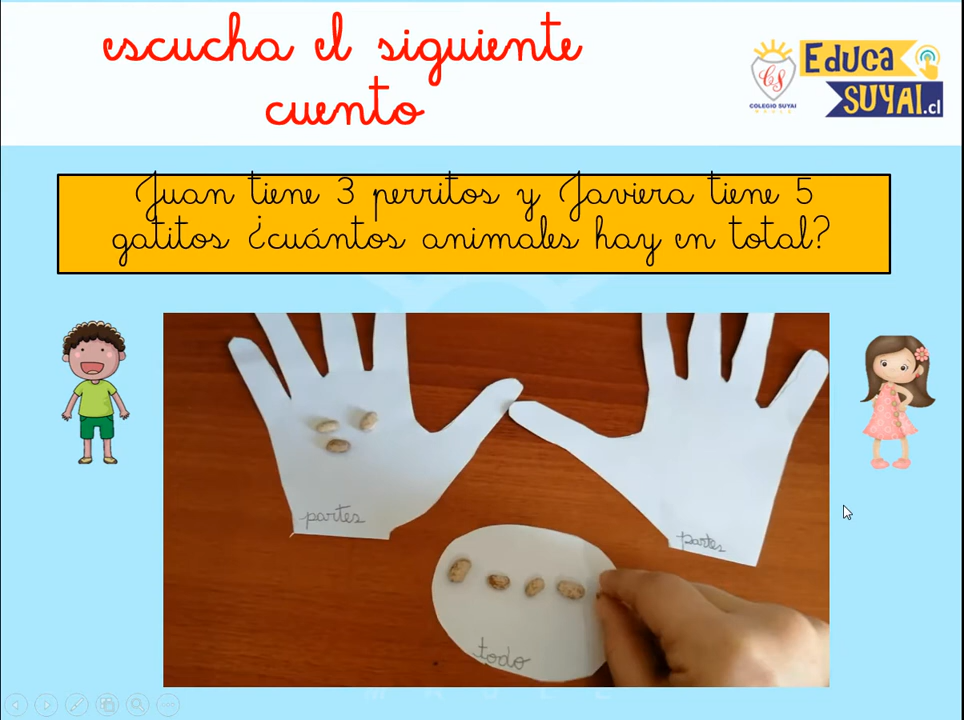 escucha el siguiente
cuento
COLEGIO SUYAI
Educa
SUYAI.cl
Juan tiene 3 perritos y Javiera tiene 5
gatitos ¿cuántos animales hay en total?
partes
partes
todo